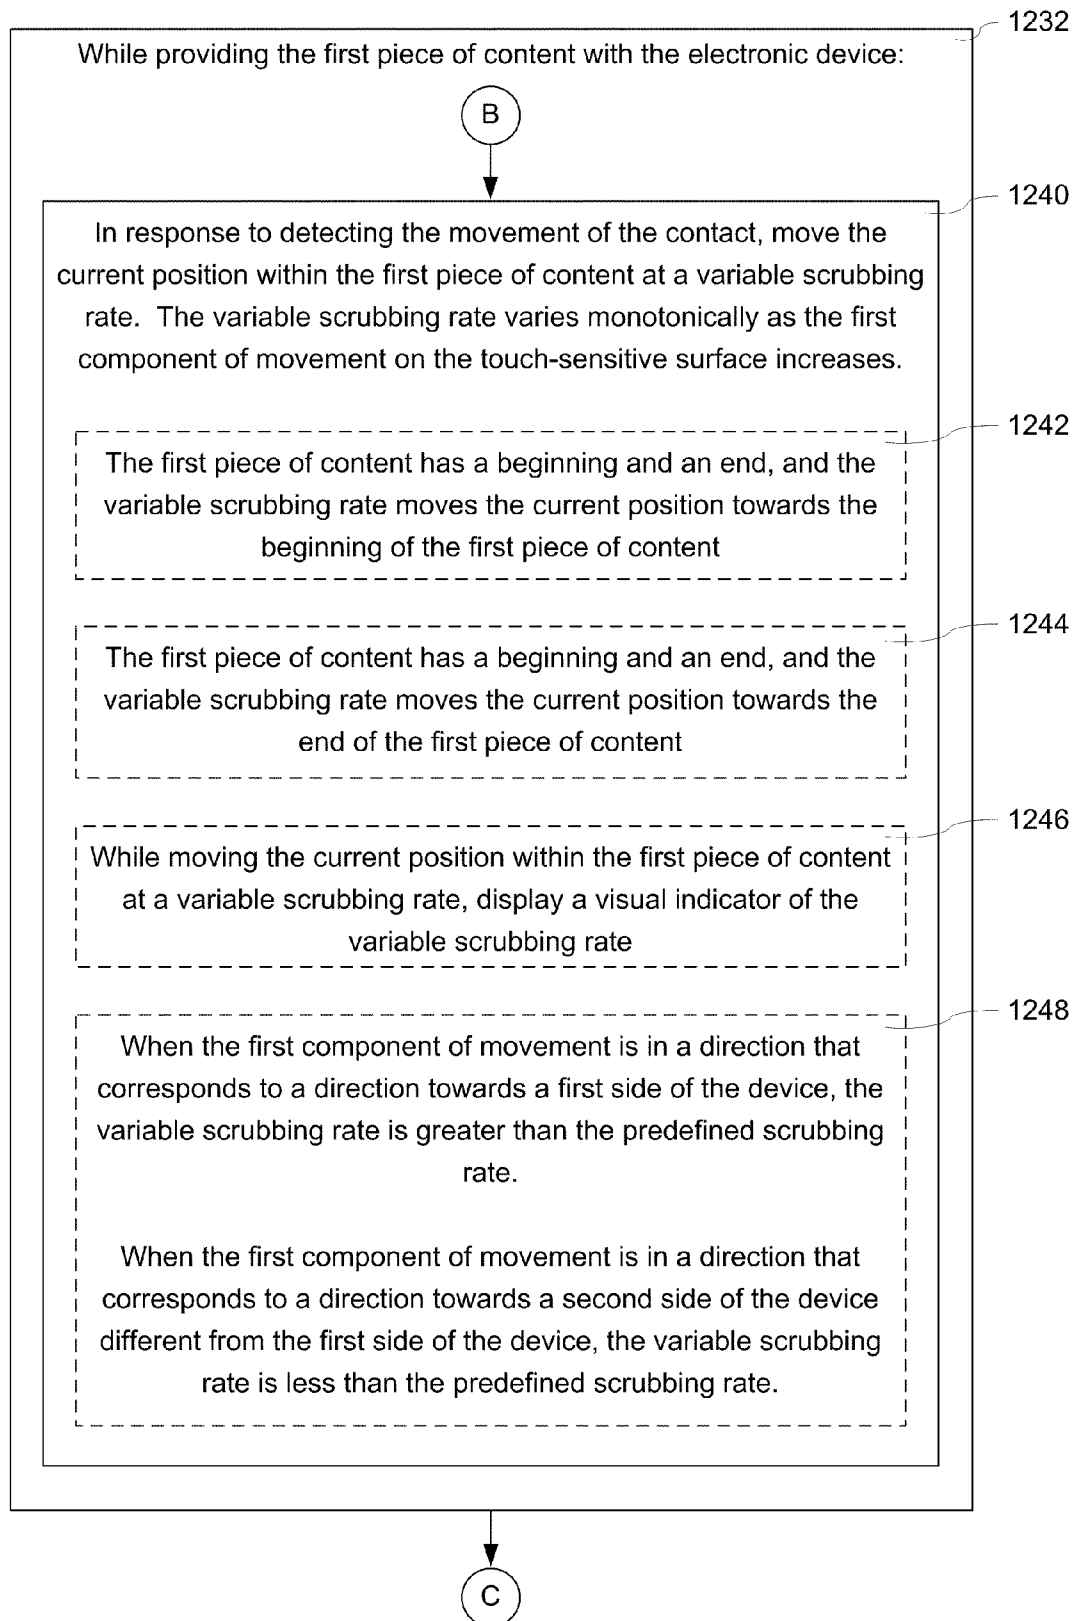 1232
While providing the first piece of content with the electronic device:
B
1240
In response to detecting the movement of the contact, move the
current position within the first piece of content at a variable scrubbing
rate.  The variable scrubbing rate varies monotonically as the first
component of movement on the touch-sensitive surface increases.
1242
The first piece of content has a beginning and an end, and the
variable scrubbing rate moves the current position towards the
beginning of the first piece of content
1244
The first piece of content has a beginning and an end, and the
variable scrubbing rate moves the current position towards the
end of the first piece of content
1246
While moving the current position within the first piece of content
at a variable scrubbing rate, display a visual indicator of the
variable scrubbing rate
1248
When the first component of movement is in a direction that
corresponds to a direction towards a first side of the device, the
variable scrubbing rate is greater than the predefined scrubbing
rate.
When the first component of movement is in a direction that
corresponds to a direction towards a second side of the device
different from the first side of the device, the variable scrubbing
rate is less than the predefined scrubbing rate.
C